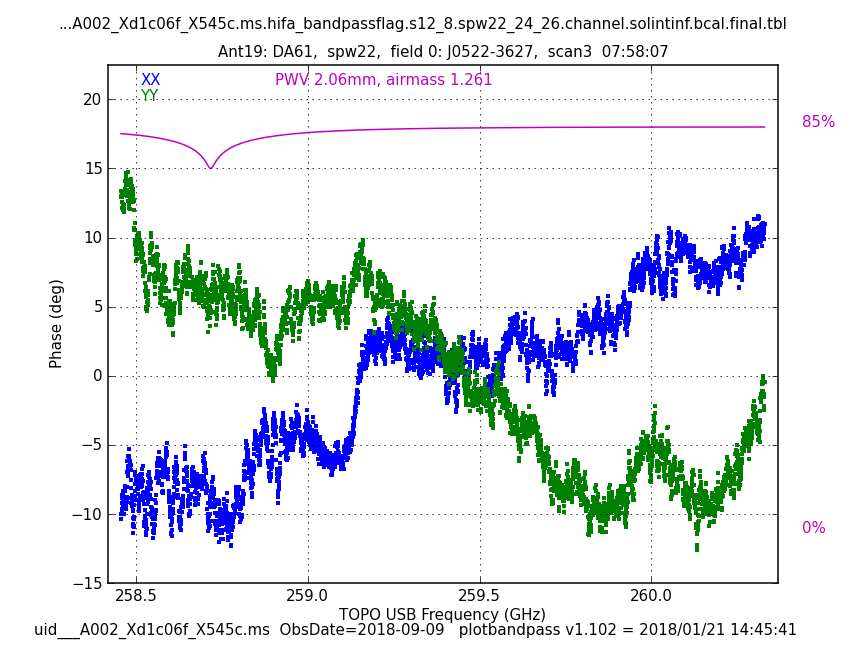 ...A002_Xd1c06f_X545c.ms.hifa_bandpassflag.s12_8.spw22_24_26.channel.solintinf.bcal.final.tbl
Ant19: DA61,  spw22,  field 0: J0522-3627,  scan3  07:58:07
XX
PWV 2.06mm, airmass 1.261
YY
20
85%
15
10
5
0
−5
−10
0%
−15
Phase (deg)
258.5
259.0
259.5
260.0
TOPO USB Frequency (GHz)
uid___A002_Xd1c06f_X545c.ms  ObsDate=2018-09-09   plotbandpass v1.102 = 2018/01/21 14:45:41